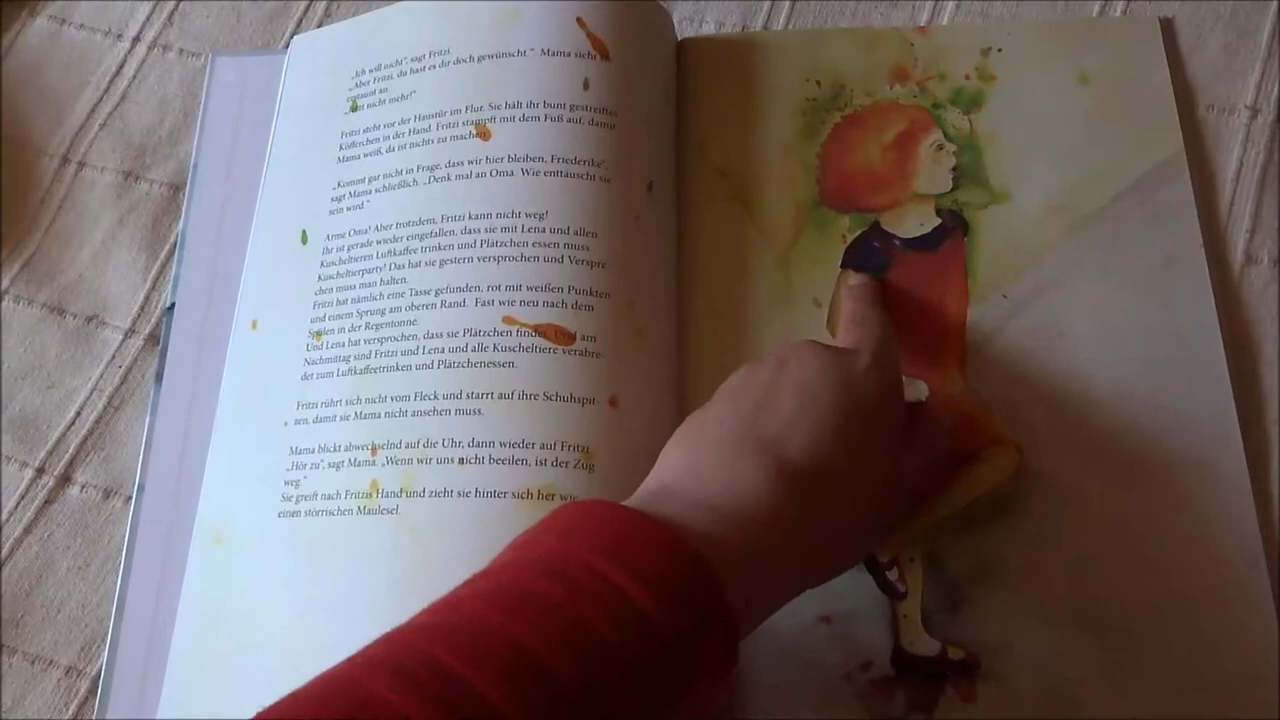 „Ich will nicht“, sagt Fritzi.
„Aber Fritzi, du hast es dir doch gewünscht.“ Mama sieht
erstaunt an.
„Jetzt nicht mehr!“
Fritzi steht vor der Haustür im Flur. Sie hält ihr bunt gestreiftes
Köfferchen in der Hand. Fritzi stampft mit dem Fuß auf, damit
Mama weiß, da ist nichts zu machen.
„Kommt gar nicht in Frage, dass wir hier bleiben, Friederike“,
sagt Mama schließlich. „Denk mal an Oma. Wie enttäuscht sie
sein wird.“
Arme Oma! Aber trotzdem, Fritzi kann nicht weg!
Ihr ist gerade wieder eingefallen, dass sie mit Lena und allen
Kuscheltieren Luftkaffee trinken und Plätzchen essen muss
Kuscheltierparty! Das hat sie gestern versprochen und Verspre
chen muss man halten.
Fritzi hat nämlich eine Tasse gefunden, rot mit weißen Punkten
und einem Sprung am oberen Rand. Fast wie neu nach dem
Spülen in der Regentonne.
Und Lena hat versprochen, dass sie Plätzchen findet. Und am
Nachmittag sind Fritzi und Lena und alle Kuscheltiere verabre-
det zum Luftkaffeetrinken und Plätzchenessen.
Fritzi rührt sich nicht vom Fleck und starrt auf ihre Schuhspit-
zen, damit sie Mama nicht ansehen muss.
Mama blickt abwechselnd auf die Uhr, dann wieder auf Fritzi.
„Hör zu“, sagt Mama. „Wenn wir uns nicht beeilen, ist der Zug
weg.“
Sie greift nach Fritzis Hand und zieht sie hinter sich her wie
einen störrischen Maulesel.